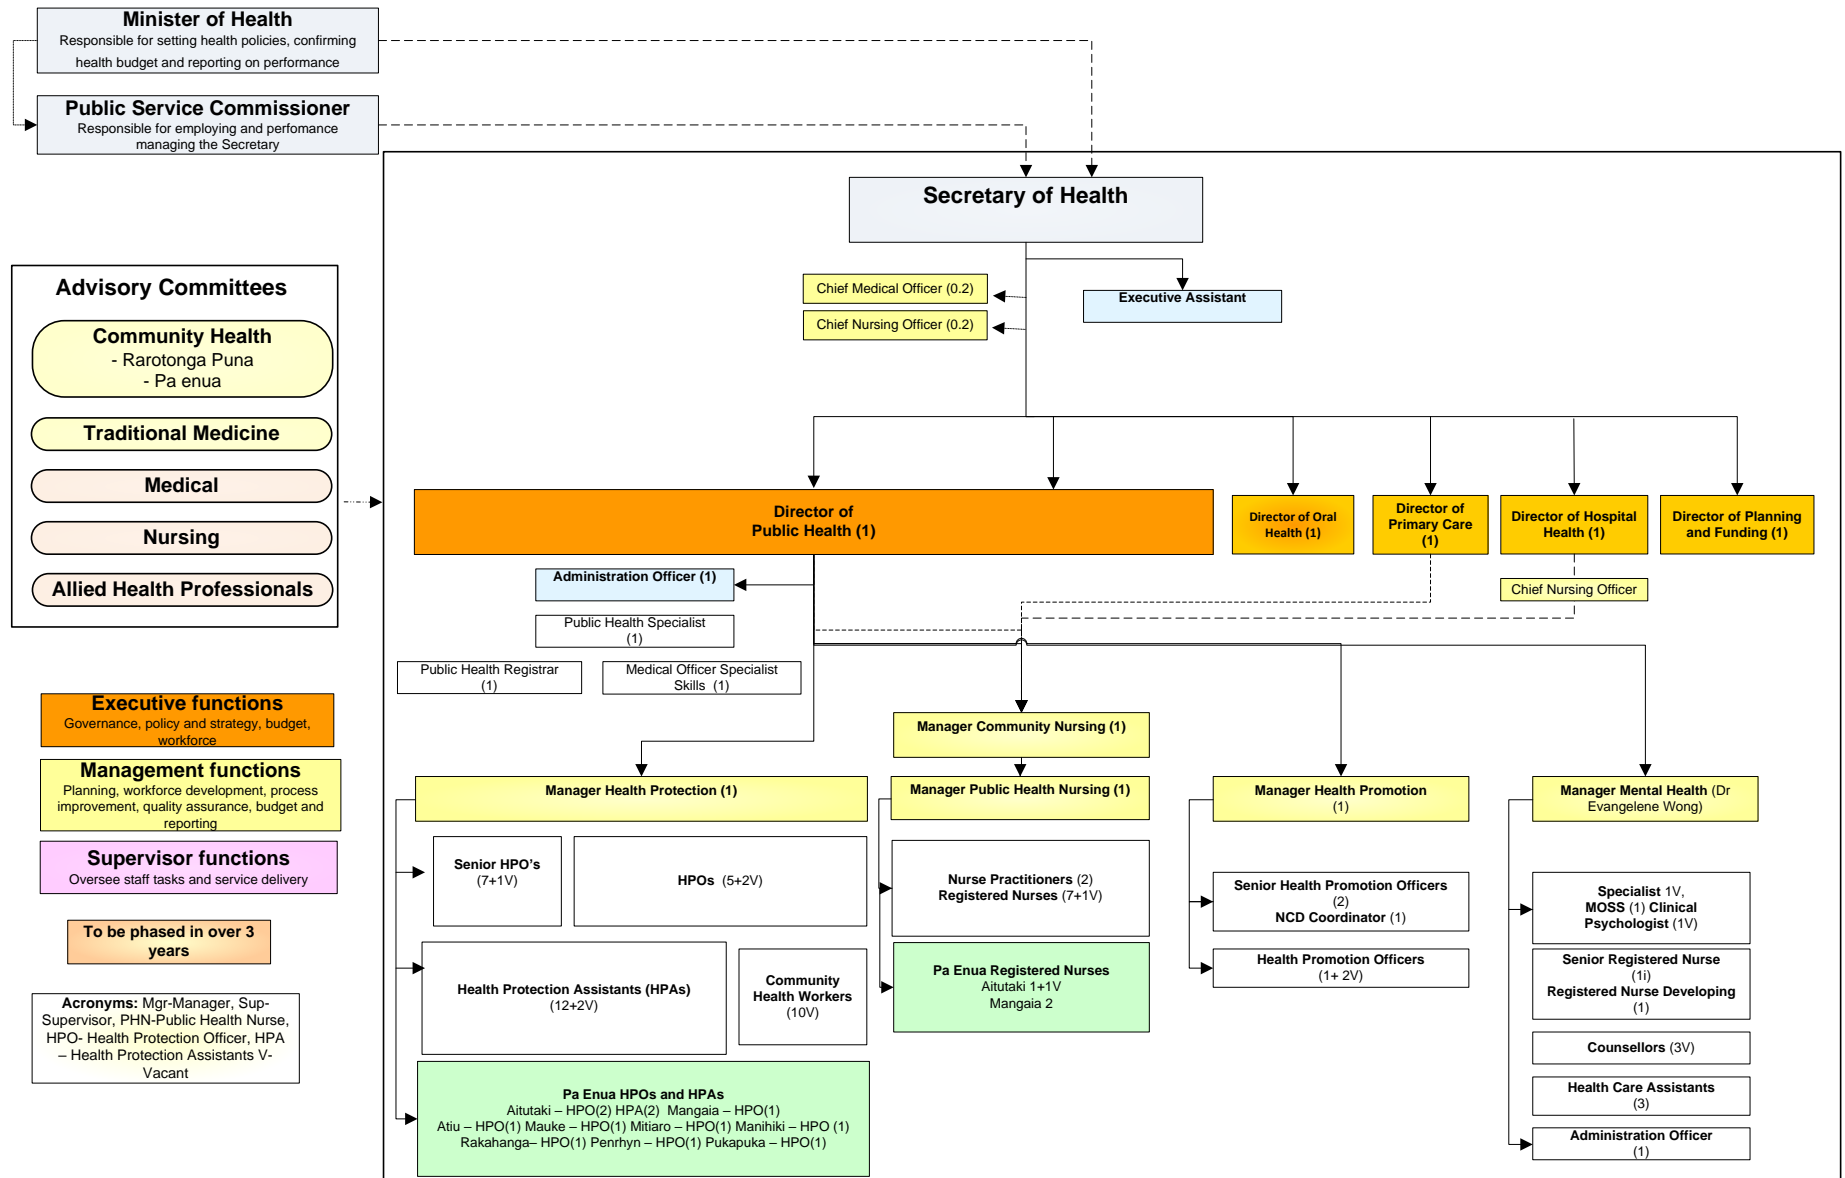 Minister of Health
Responsible for setting health policies, confirming
health budget and reporting on performance
Public Service Commissioner
Responsible for employing and perfomance
managing the Secretary
Secretary of Health
Chief Medical Officer (0.2)
Chief Nursing Officer (0.2)
Executive Assistant
Advisory Committees
Community Health
- Rarotonga Puna
- Pa enua
Traditional Medicine
Medical
Nursing
Allied Health Professionals
Director of
Public Health (1)
Director of Oral
Health (1)
Director of
Primary Care
(1)
Director of Hospital
Health (1)
Director of Planning
and Funding (1)
Administration Officer (1)
Chief Nursing Officer
Public Health Specialist
(1)
Public Health Registrar
(1)
Medical Officer Specialist
Skills (1)
Executive functions
Governance, policy and strategy, budget,
workforce
Management functions
Planning, workforce development, process
improvement, quality assurance, budget and
reporting
Supervisor functions
Oversee staff tasks and service delivery
To be phased in over 3
years
Acronyms: Mgr-Manager, Sup-
Supervisor, PHN-Public Health Nurse,
HPO- Health Protection Officer, HPA
– Health Protection Assistants V-
Vacant
Manager Community Nursing (1)
Manager Health Protection (1)
Manager Public Health Nursing (1)
Manager Health Promotion
(1)
Manager Mental Health (Dr
Evangelene Wong)
Senior HPO's
(7+1V)
HPOs (5+2V)
Health Protection Assistants (HPAs)
(12+2V)
Community
Health Workers
(10V)
Pa Enua HPOs and HPAs
Aitutaki – HPO(2) HPA(2) Mangaia – HPO(1)
Atiu – HPO(1) Mauke – HPO(1) Mitiaro – HPO(1) Manihiki – HPO (1)
Rakahanga– HPO(1) Penrhyn – HPO(1) Pukapuka – HPO(1)
Nurse Practitioners (2)
Registered Nurses (7+1V)
Pa Enua Registered Nurses
Aitutaki 1+1V
Mangaia 2
Senior Health Promotion Officers
(2)
NCD Coordinator (1)
Health Promotion Officers
(1+ 2V)
Specialist 1V,
MOSS (1) Clinical
Psychologist (1V)
Senior Registered Nurse
(1i)
Registered Nurse Developing
(1)
Counsellors (3V)
Health Care Assistants
(3)
Administration Officer
(1)